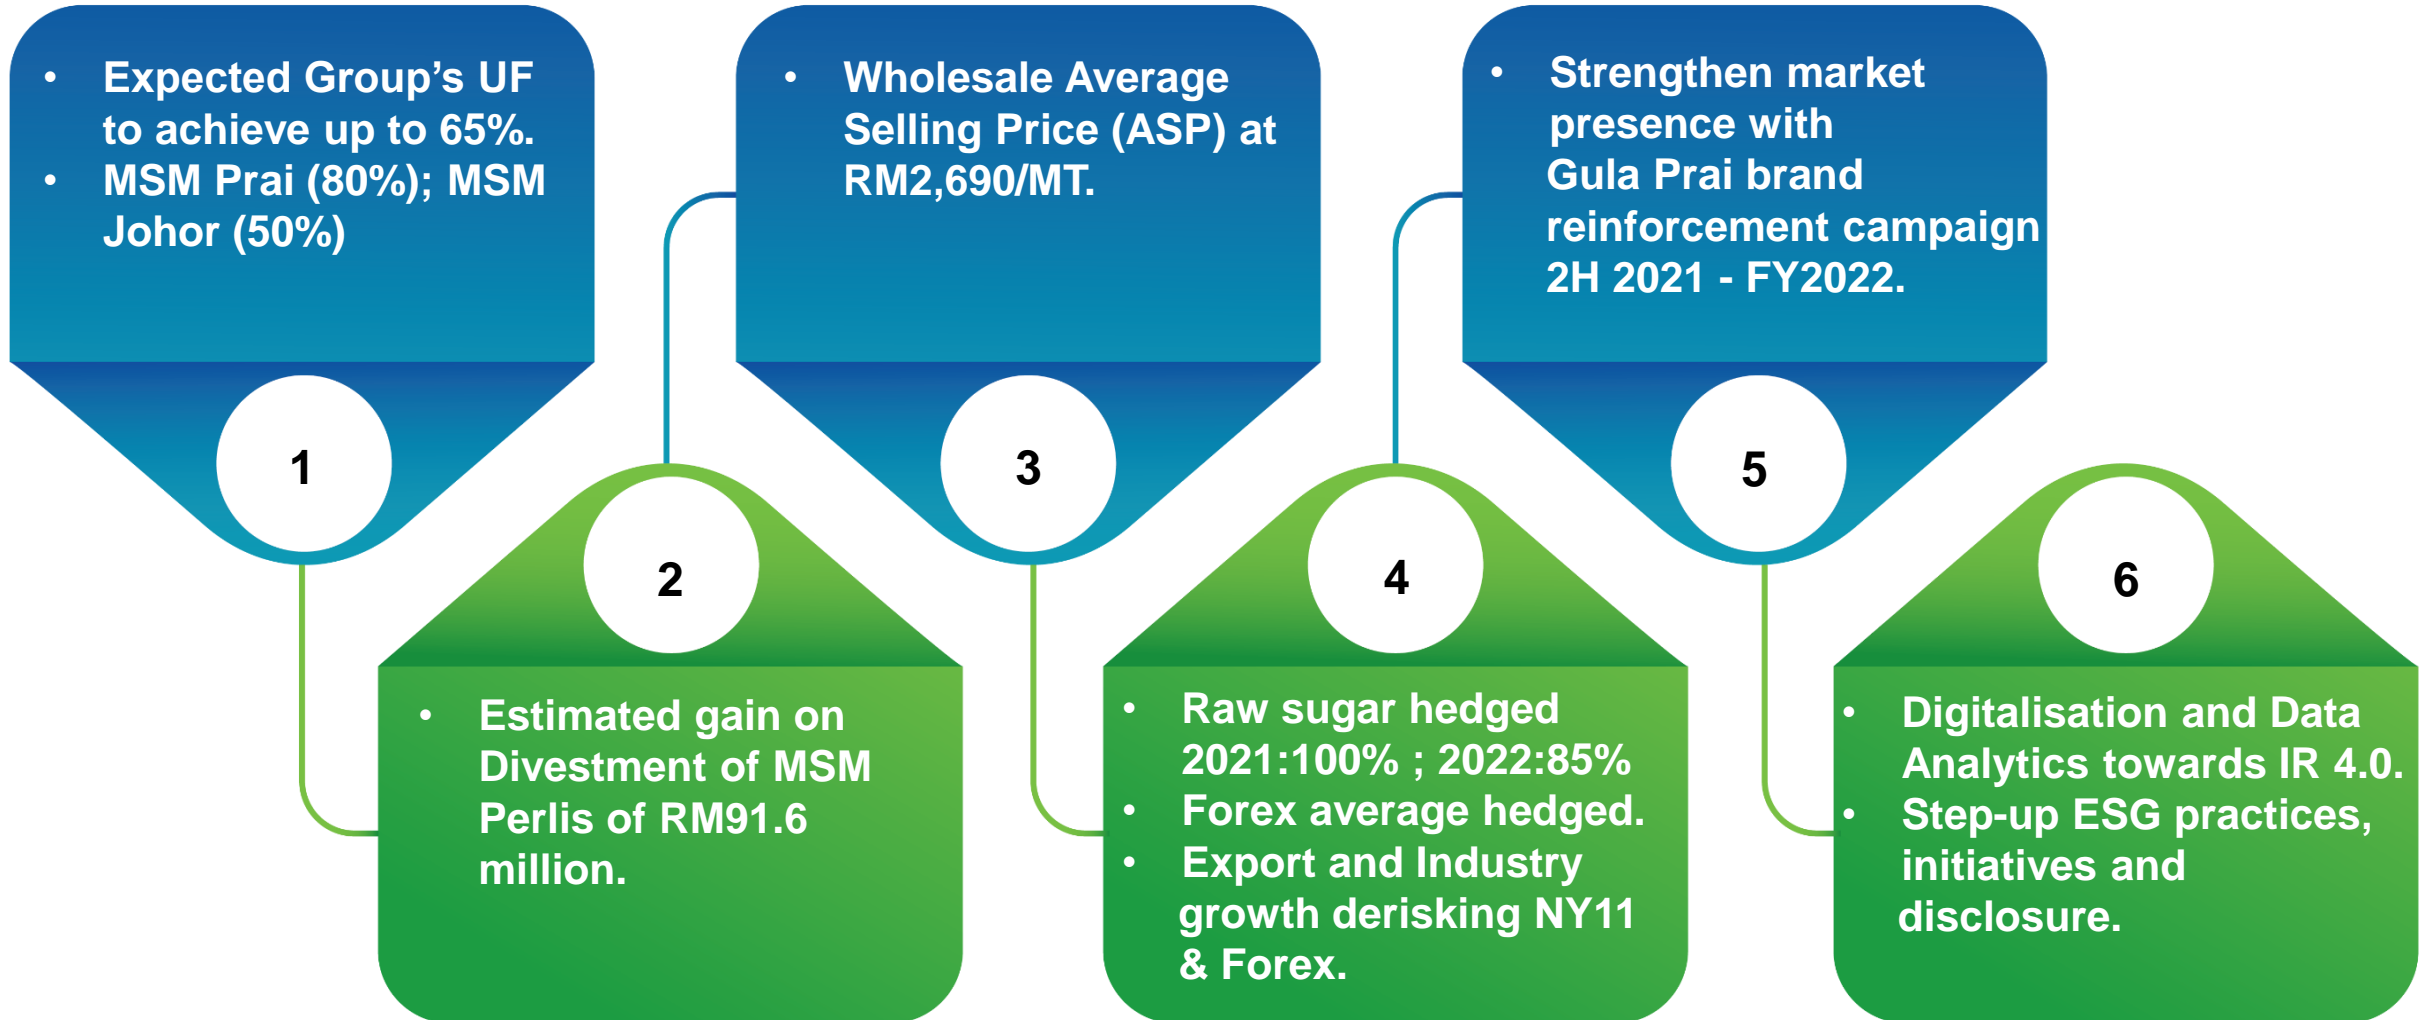 • Expected Group’s UF
to achieve up to 65%.
• MSM Prai (80%); MSM
Johor (50%)
1
2
• Estimated gain on
Divestment of MSM
Perlis of RM91.6
million.
• Wholesale Average
Selling Price (ASP) at
RM2,690/MT.
3
4
• Raw sugar hedged
2021:100% ; 2022:85%
• Forex average hedged.
• Export and Industry
growth derisking NY11
& Forex.
• Strengthen market
presence with
Gula Prai brand
reinforcement campaign
2H 2021 - FY2022.
5
6
• Digitalisation and Data
Analytics towards IR 4.0.
• Step-up ESG practices,
initiatives and
disclosure.